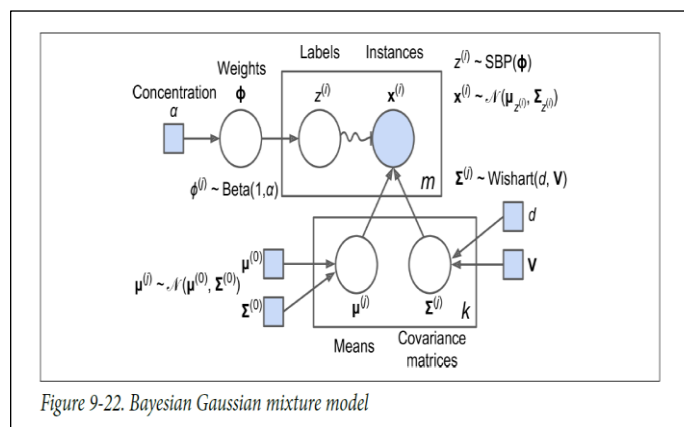 Labels Instances
Weights
Concentration
α
ϕ
z⁽ⁱ⁾
x⁽ⁱ⁾
z⁽ⁱ⁾ ~ SBP(ϕ)
x⁽ⁱ⁾ ~ 𝒩(μ_z⁽ⁱ⁾, Σ_z⁽ⁱ⁾)
ϕ⁽ʲ⁾ ~ Beta(1,α)
m
Σ⁽ʲ⁾ ~ Wishart(d, V)
d
V
μ⁽⁰⁾
μ⁽ʲ⁾ ~ 𝒩(μ⁽⁰⁾, Σ⁽⁰⁾)
Σ⁽⁰⁾
μ⁽ʲ⁾
Σ⁽ʲ⁾
k
Means
Covariance
matrices
Figure 9-22. Bayesian Gaussian mixture model